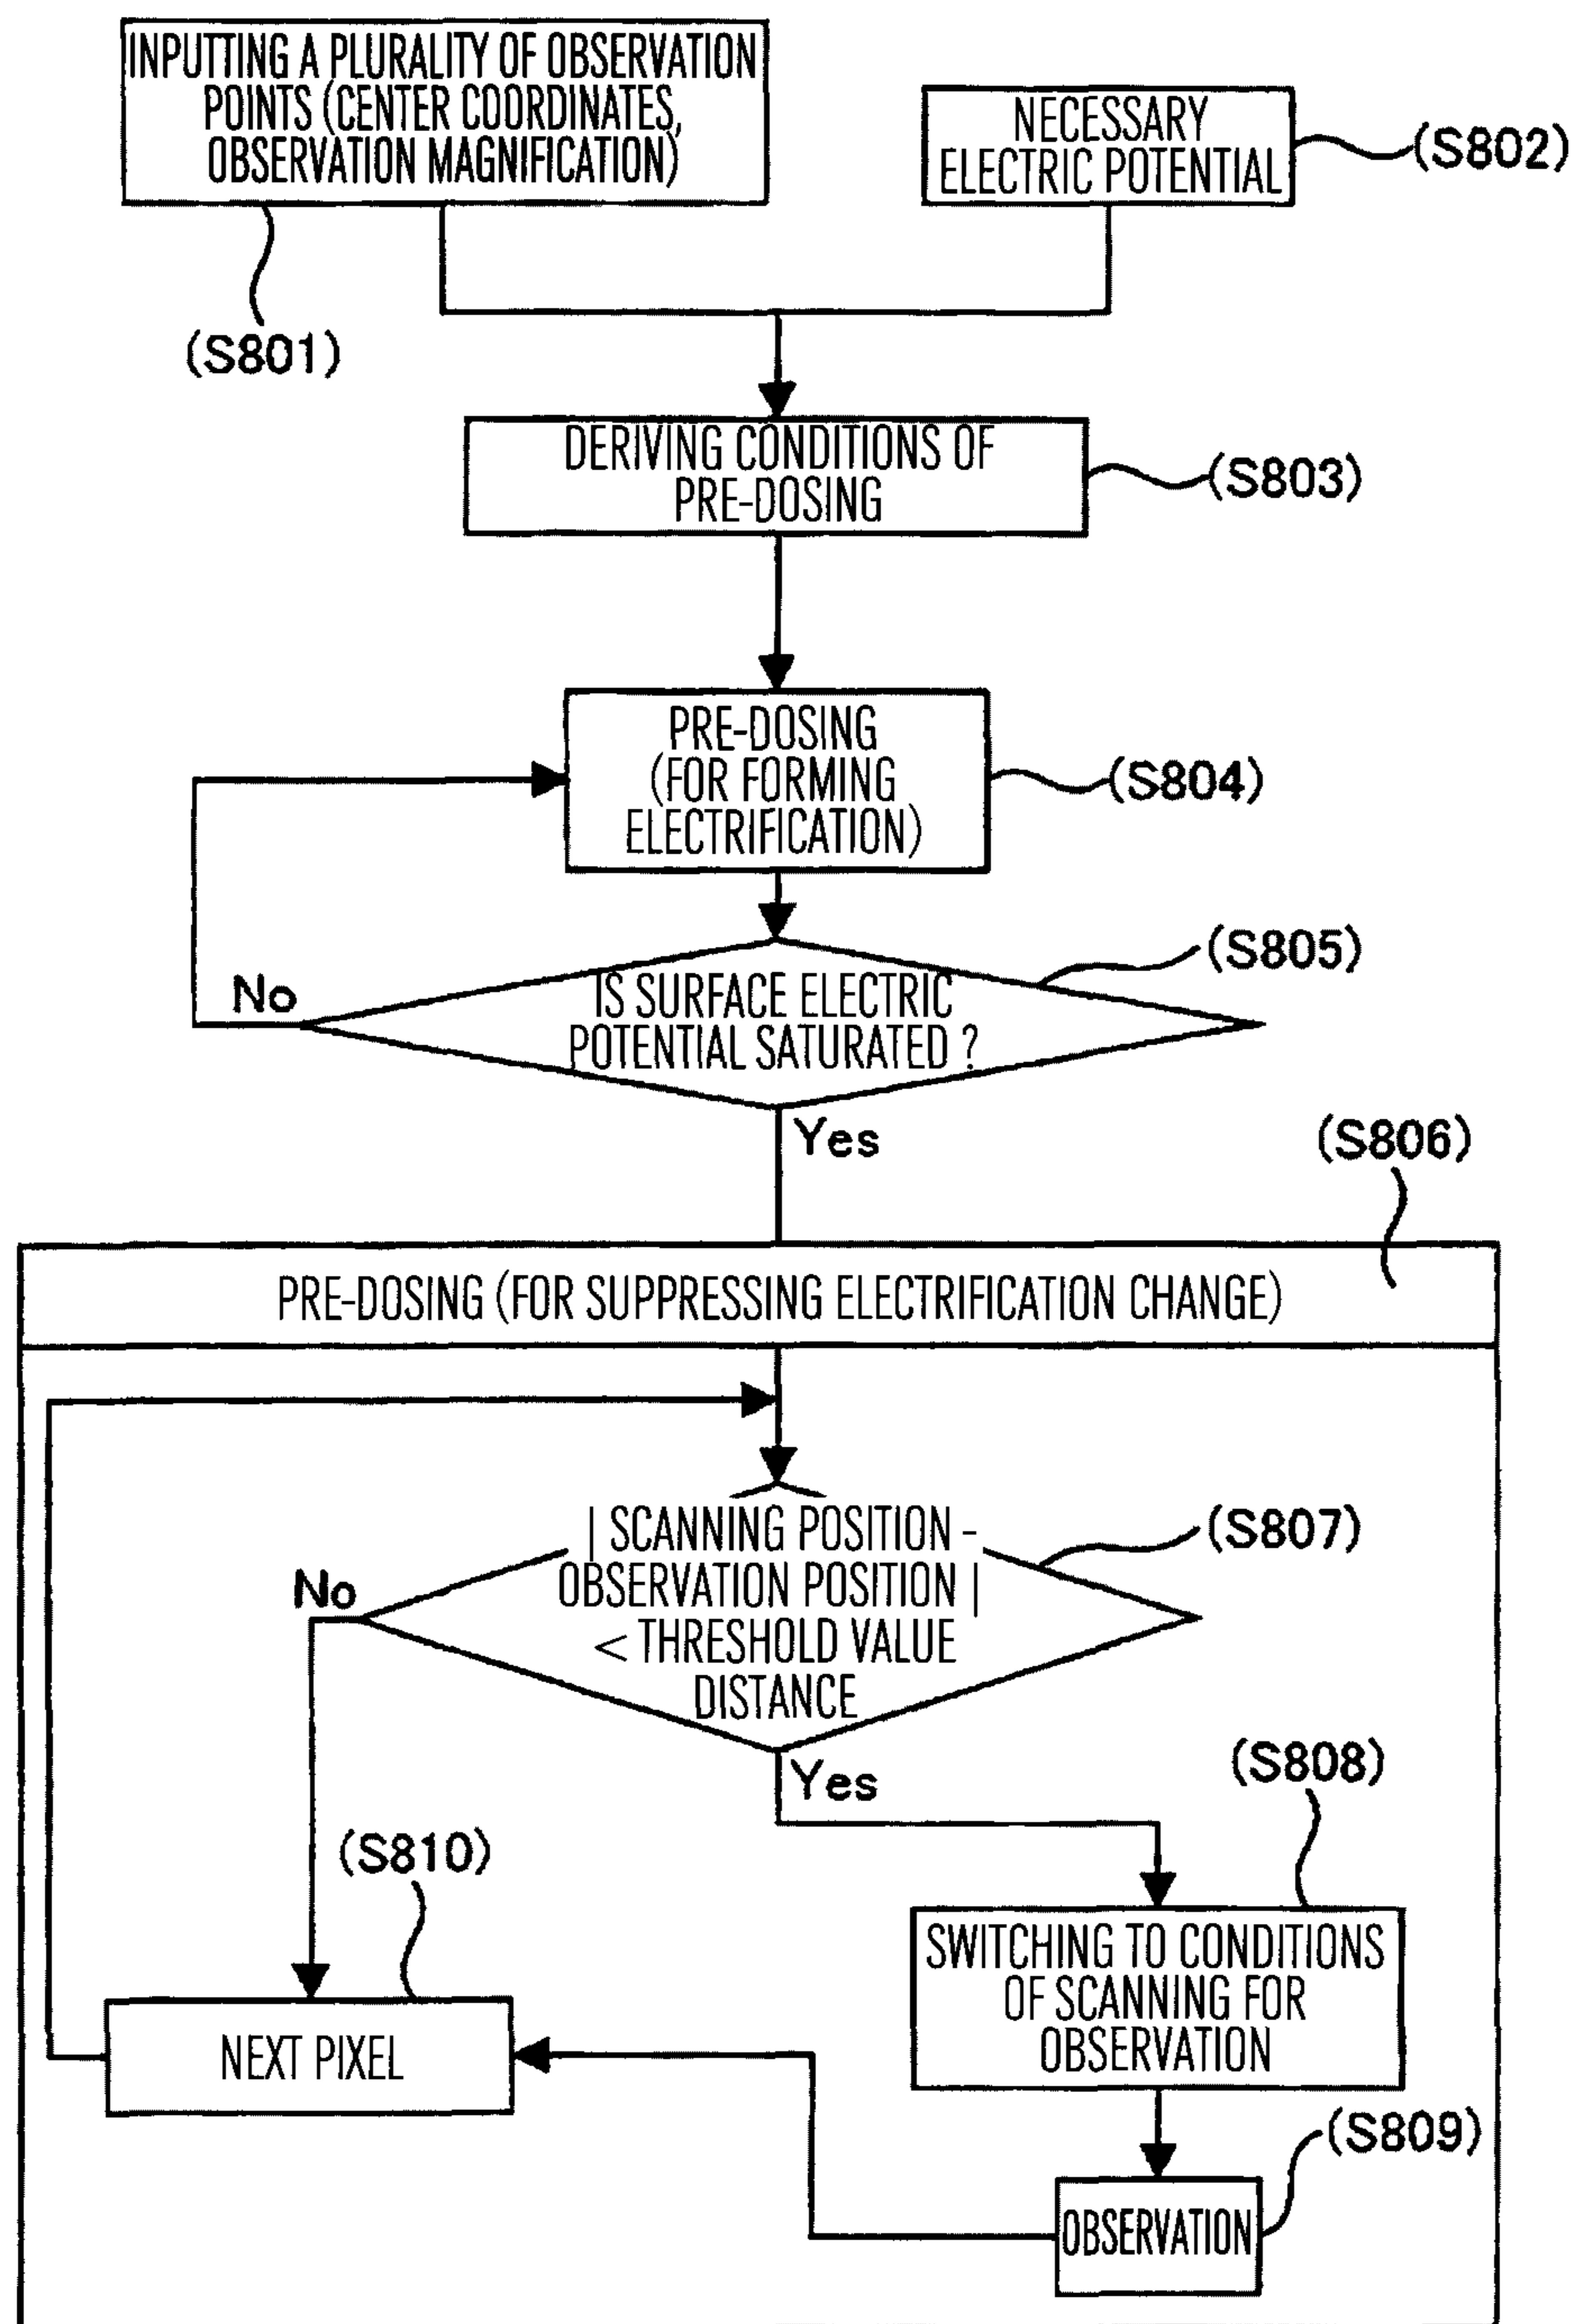 INPUTTING A PLURALITY OF OBSERVATION
POINTS (CENTER COORDINATES,
OBSERVATION MAGNIFICATION)
(S801)
NECESSARY
ELECTRIC POTENTIAL
(S802)
DERIVING CONDITIONS OF
PRE-DOSING
(S803)
PRE-DOSING
(FOR FORMING
ELECTRIFICATION)
(S804)
IS SURFACE ELECTRIC
POTENTIAL SATURATED ?
(S805)
No
Yes
(S806)
PRE-DOSING (FOR SUPPRESSING ELECTRIFICATION CHANGE)
| SCANNING POSITION -
OBSERVATION POSITION |
< THRESHOLD VALUE
DISTANCE
(S807)
No
Yes
(S808)
SWITCHING TO CONDITIONS
OF SCANNING FOR
OBSERVATION
(S810)
NEXT PIXEL
(S809)
OBSERVATION